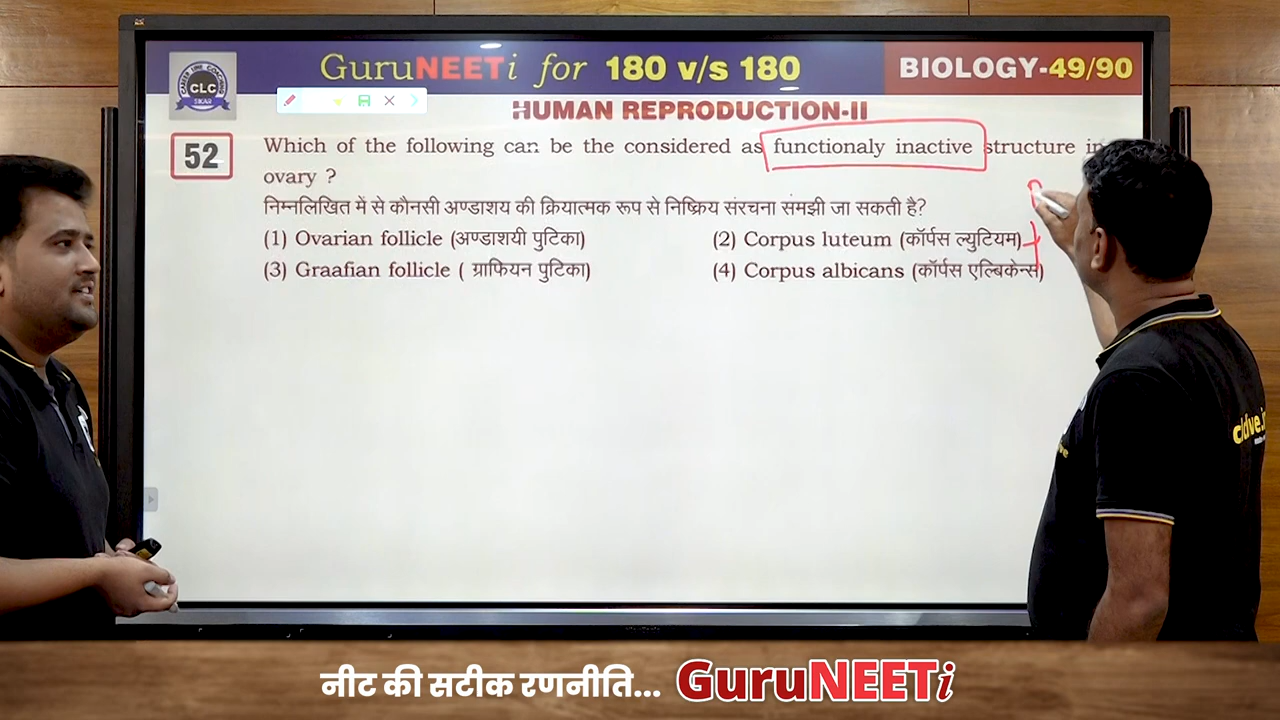 GuruNEETi for 180 v/s 180
BIOLOGY-49/90
CLC
SIKAR
HUMAN REPRODUCTION-II
52
Which of the following can be the considered as functionaly inactive structure in
ovary ?
निम्नलिखित में से कौनसी अण्डाशय की क्रियात्मक रूप से निष्क्रिय संरचना संमझी जा सकती है?
(1) Ovarian follicle (अण्डाशयी पुटिका)
(2) Corpus luteum (कॉर्पस ल्युटियम)
(3) Graafian follicle ( ग्राफियन पुटिका)
(4) Corpus albicans (कॉर्पस एल्बिकेन्स)
नीट की सटीक रणनीति... GuruNEETi